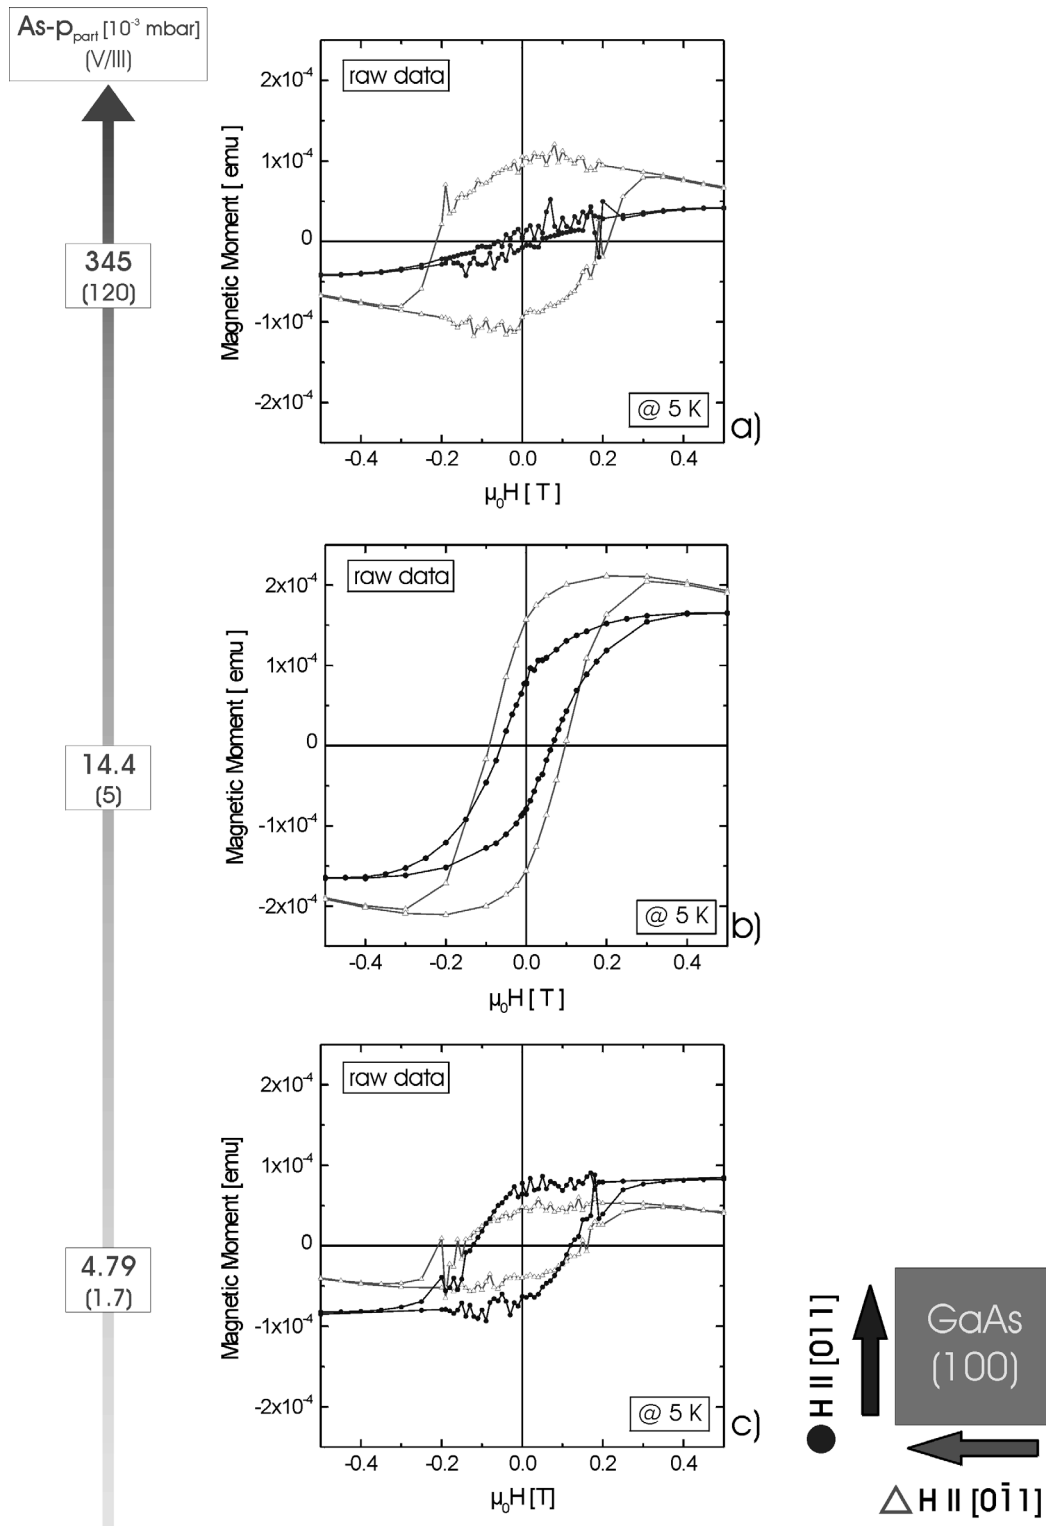 As-pₚₐᵣₜ [10⁻³ mbar]
(V/III)
345
(120)
14.4
(5)
4.79
(1.7)
raw data
2x10⁻⁴
1x10⁻⁴
0
-1x10⁻⁴
-2x10⁻⁴
Magnetic Moment [ emu ]
@ 5 K
a)
-0.4 -0.2 0.0 0.2 0.4
μ₀H [ T ]
raw data
2x10⁻⁴
1x10⁻⁴
0
-1x10⁻⁴
-2x10⁻⁴
Magnetic Moment [ emu ]
@ 5 K
b)
-0.4 -0.2 0.0 0.2 0.4
μ₀H [ T ]
raw data
2x10⁻⁴
1x10⁻⁴
0
-1x10⁻⁴
-2x10⁻⁴
Magnetic Moment [emu]
@ 5 K
c)
-0.4 -0.2 0.0 0.2 0.4
μ₀H [T]
H II [011]
GaAs
(100)
H II [01̄1]